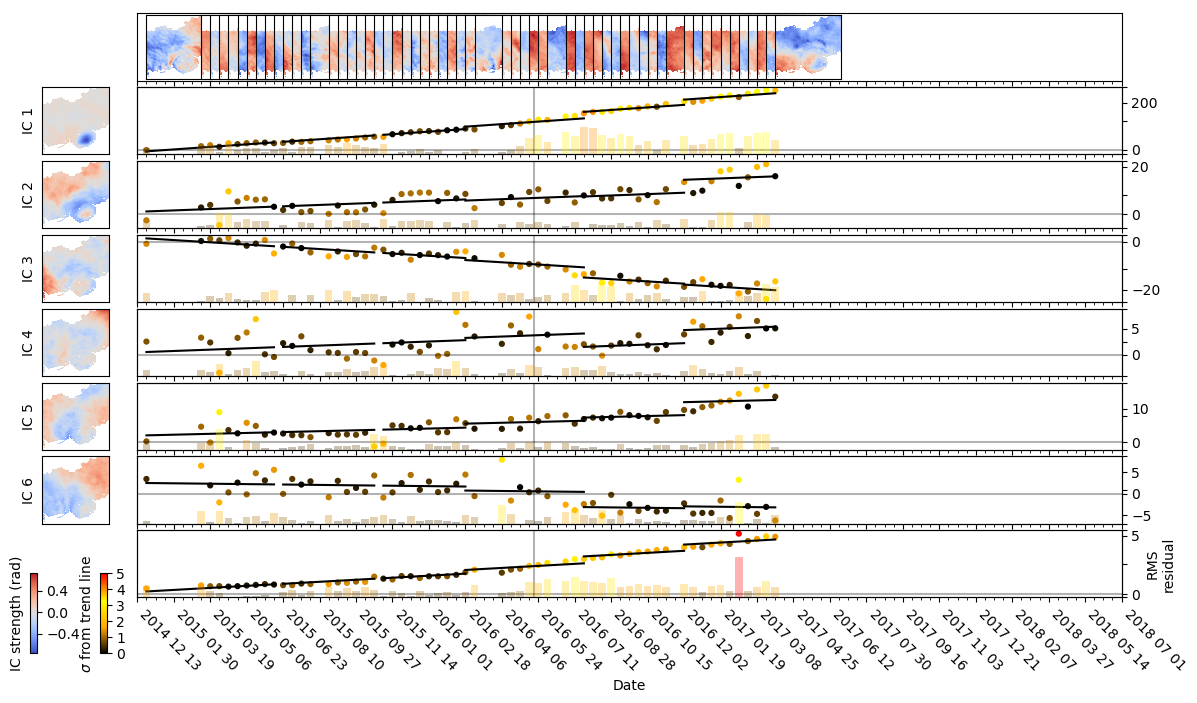 IC 1
200
0
IC 2
20
0
IC 3
0
−20
IC 4
5
0
IC 5
10
0
IC 6
5
0
−5
RMS residual
5
0
IC strength (rad)
0.4
0.0
−0.4
σ from trend line
5
4
3
2
1
0
2014 12 13
2015 01 30
2015 03 19
2015 05 06
2015 06 23
2015 08 10
2015 09 27
2015 11 14
2016 01 01
2016 02 18
2016 04 06
2016 05 24
2016 07 11
2016 08 28
2016 10 15
2016 12 02
2017 01 19
2017 03 08
2017 04 25
2017 06 12
2017 07 30
2017 09 16
2017 11 03
2017 12 21
2018 02 07
2018 03 27
2018 05 14
2018 07 01
Date